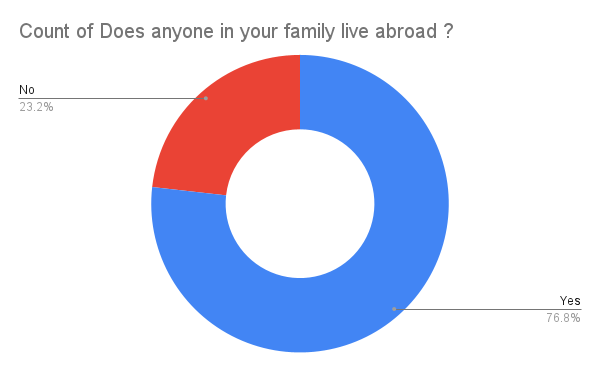 Count of Does anyone in your family live abroad ?
No
23.2%
Yes
76.8%